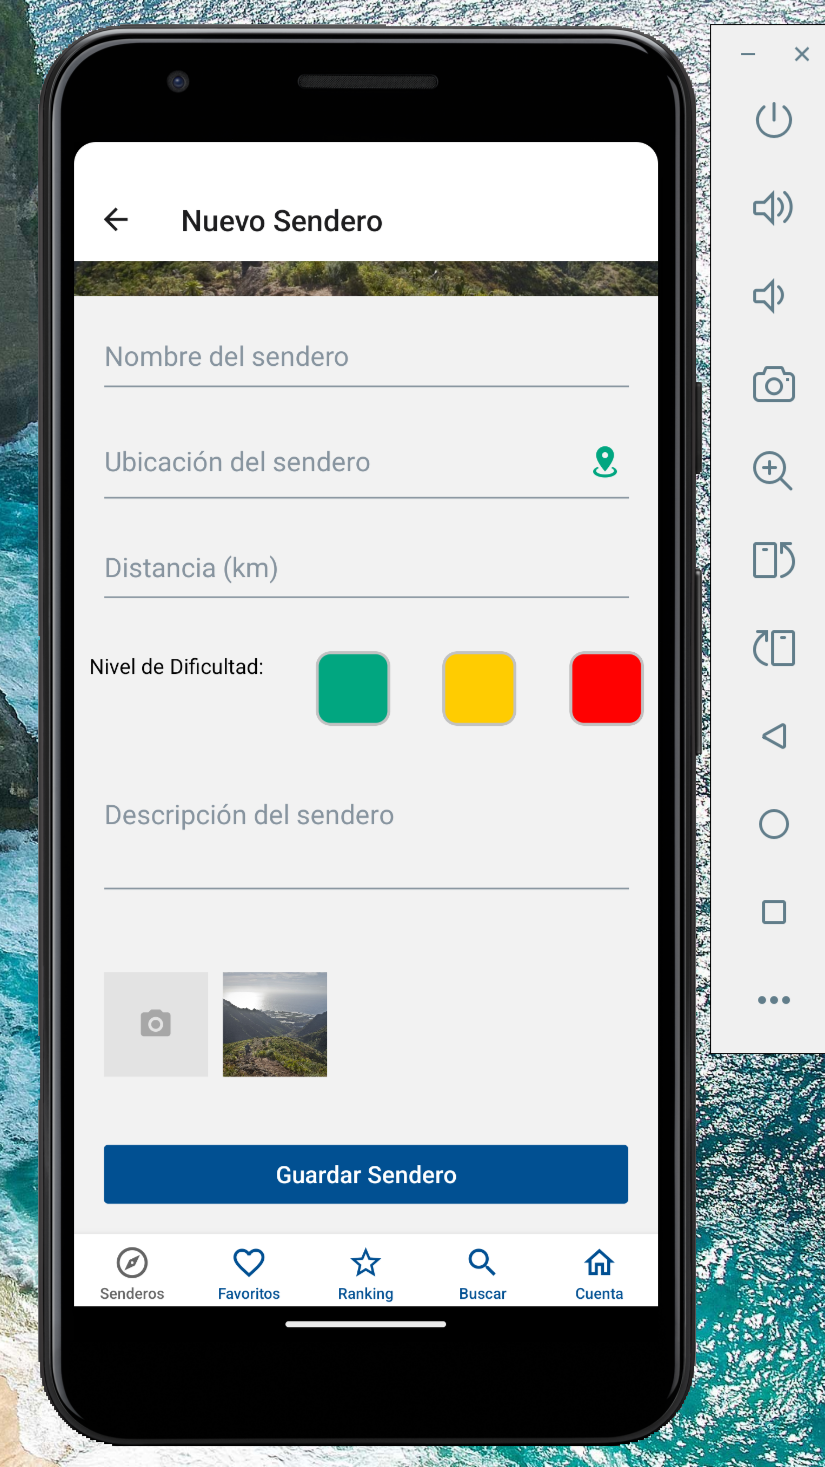 Nuevo Sendero
Nombre del sendero
Ubicación del sendero
Distancia (km)
Nivel de Dificultad:
Descripción del sendero
Guardar Sendero
Senderos
Favoritos
Ranking
Buscar
Cuenta